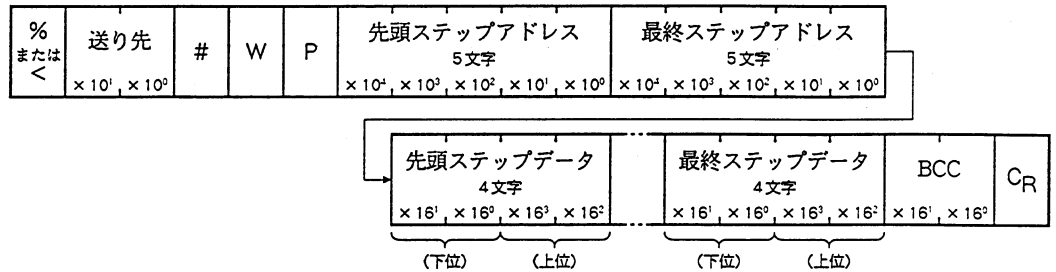 %
または
<
送り先
×10¹ ×10⁰
#
W
P
先頭ステップアドレス
5文字
×10⁴ ×10³ ×10² ×10¹ ×10⁰
最終ステップアドレス
5文字
×10⁴ ×10³ ×10² ×10¹ ×10⁰
先頭ステップデータ
4文字
×16¹ ×16⁰ ×16³ ×16²
(下位) (上位)
最終ステップデータ
4文字
×16¹ ×16⁰ ×16³ ×16²
(下位) (上位)
BCC
×16¹ ×16⁰
CR